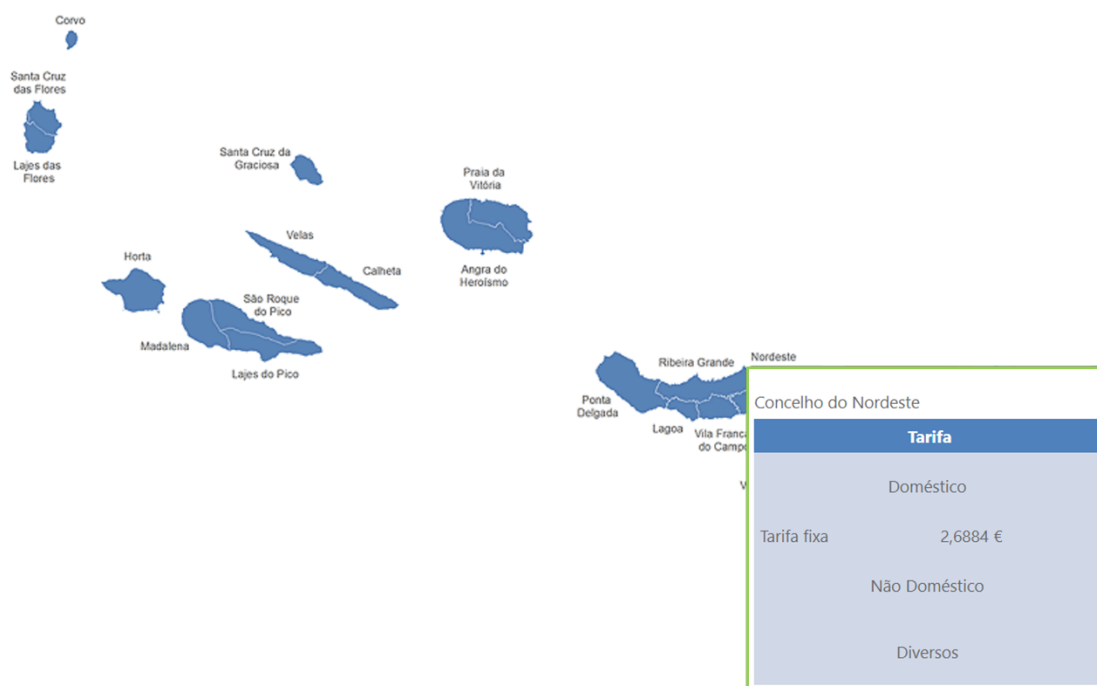 Corvo
Santa Cruz
das Flores
Lajes das
Flores
Santa Cruz da
Graciosa
Praia da
Vitória
Velas
Horta
Calheta
Angra do
Heroísmo
São Roque
do Pico
Madalena
Lajes do Pico
Ribeira Grande
Nordeste
Ponta
Delgada
Lagoa
Vila Franca
do Campo
Concelho do Nordeste
Tarifa
Doméstico
Tarifa fixa 2,6884 €
Não Doméstico
Diversos